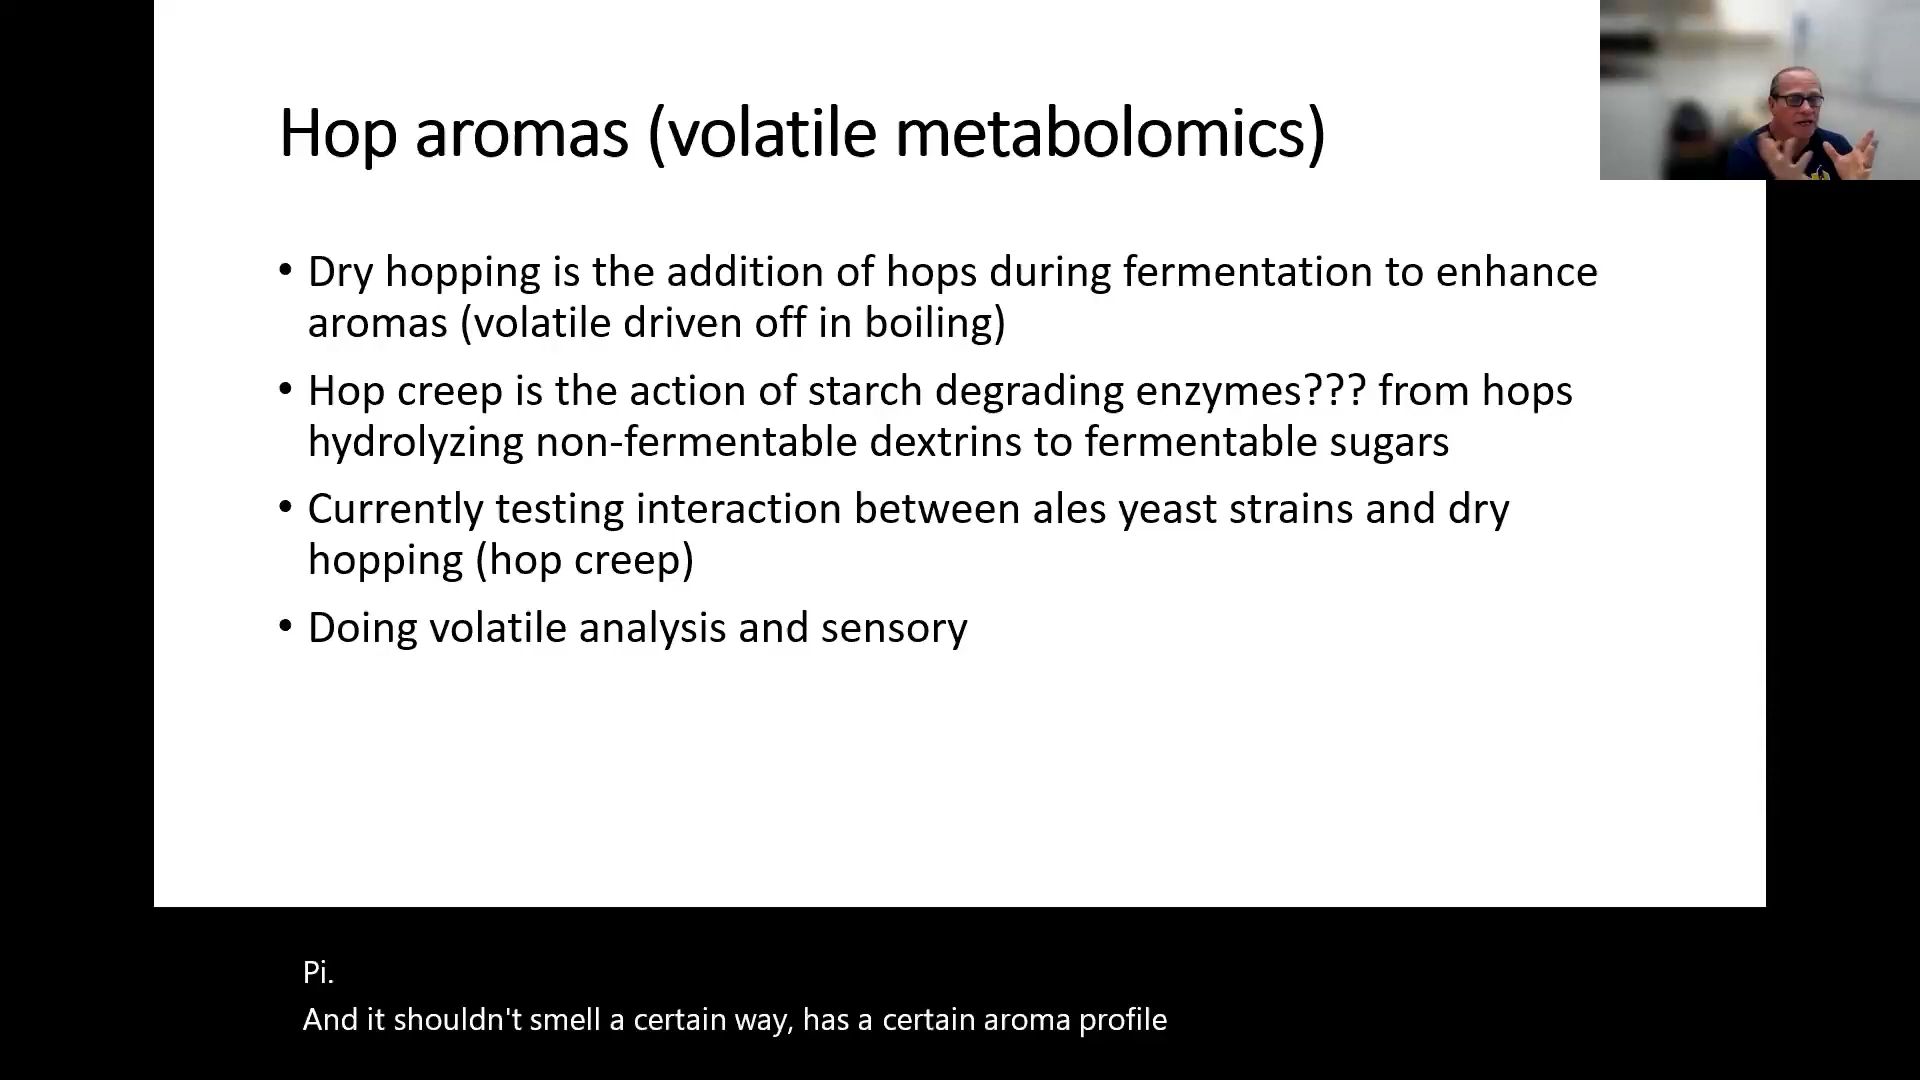 Hop aromas (volatile metabolomics)
• Dry hopping is the addition of hops during fermentation to enhance
aromas (volatile driven off in boiling)
• Hop creep is the action of starch degrading enzymes??? from hops
hydrolyzing non-fermentable dextrins to fermentable sugars
• Currently testing interaction between ales yeast strains and dry
hopping (hop creep)
• Doing volatile analysis and sensory
Pi.
And it shouldn't smell a certain way, has a certain aroma profile